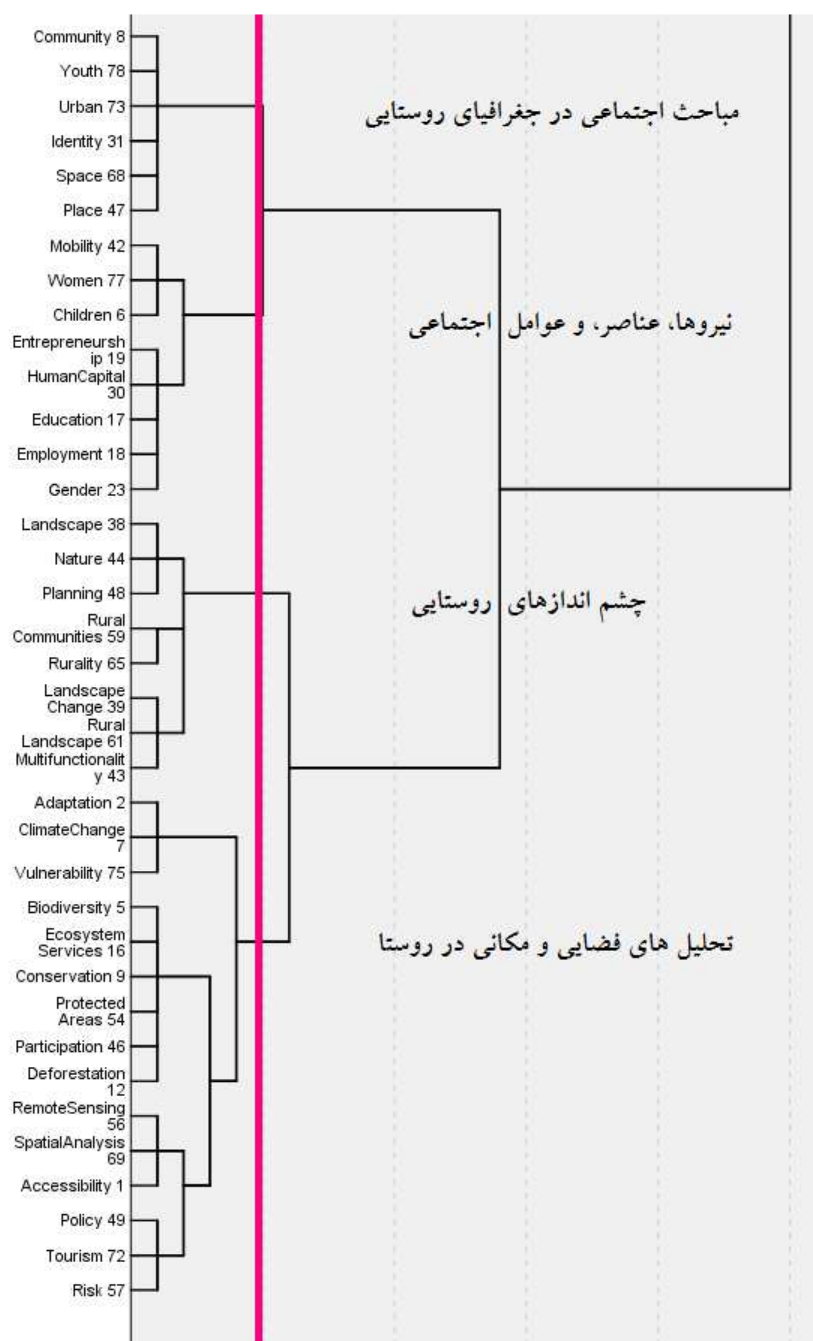 Community 8
Youth 78
Urban 73
مباحث اجتماعی در جغرافیای روستایی
Identity 31
Space 68
Place 47
Mobility 42
Women 77
Children 6
نیروها، عناصر، و عوامل اجتماعی
Entrepreneursh
ip 19
HumanCapital
30
Education 17
Employment 18
Gender 23
Landscape 38
Nature 44
Planning 48
چشم اندازهای روستایی
Rural
Communities 59
Rurality 65
Landscape
Change 39
Rural
Landscape 61
Multifunctionalit
y 43
Adaptation 2
ClimateChange
7
Vulnerability 75
Biodiversity 5
تحلیل های فضایی و مکانی در روستا
Ecosystem
Services 16
Conservation 9
Protected
Areas 54
Participation 46
Deforestation
12
RemoteSensing
56
SpatialAnalysis
69
Accessibility 1
Policy 49
Tourism 72
Risk 57